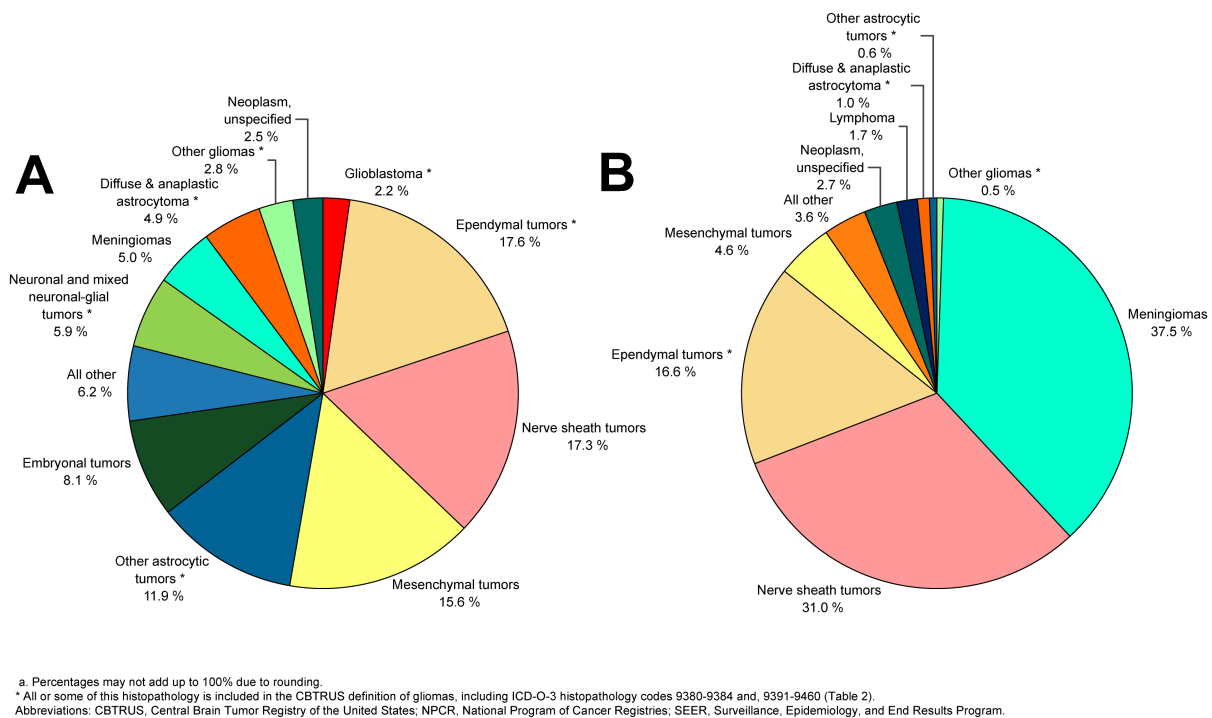 A
Neoplasm,
unspecified
2.5 %
Other gliomas *
2.8 %
Diffuse & anaplastic
astrocytoma *
4.9 %
Meningiomas
5.0 %
Neuronal and mixed
neuronal-glial
tumors *
5.9 %
All other
6.2 %
Embryonal tumors
8.1 %
Other astrocytic
tumors *
11.9 %
Mesenchymal tumors
15.6 %
Nerve sheath tumors
17.3 %
Ependymal tumors *
17.6 %
Glioblastoma *
2.2 %
B
Other astrocytic
tumors *
0.6 %
Diffuse & anaplastic
astrocytoma *
1.0 %
Lymphoma
1.7 %
Neoplasm,
unspecified
2.7 %
All other
3.6 %
Mesenchymal tumors
4.6 %
Ependymal tumors *
16.6 %
Nerve sheath tumors
31.0 %
Meningiomas
37.5 %
Other gliomas *
0.5 %
a. Percentages may not add up to 100% due to rounding.
* All or some of this histopathology is included in the CBTRUS definition of gliomas, including ICD-O-3 histopathology codes 9380-9384 and, 9391-9460 (Table 2).
Abbreviations: CBTRUS, Central Brain Tumor Registry of the United States; NPCR, National Program of Cancer Registries; SEER, Surveillance, Epidemiology, and End Results Program.